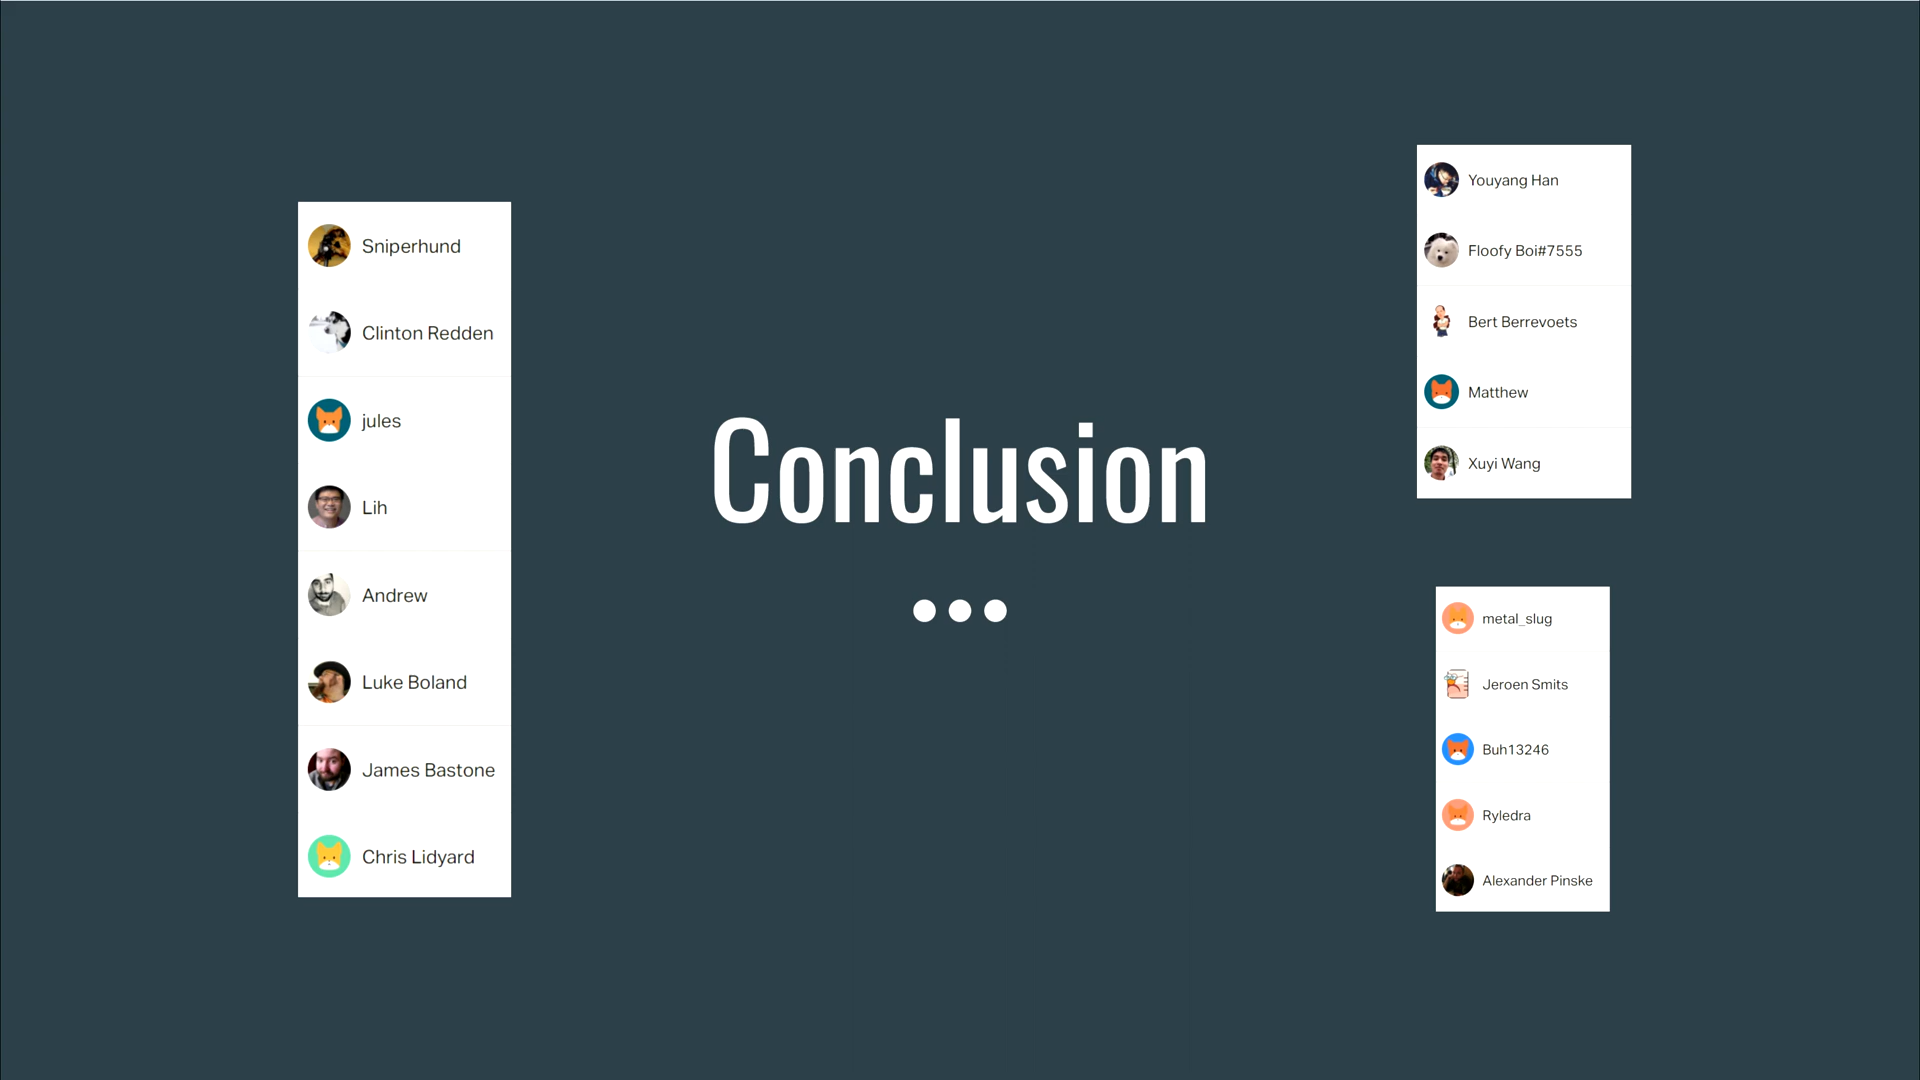 Sniperhund
Clinton Redden
jules
Lih
Andrew
Luke Boland
James Bastone
Chris Lidyard
Conclusion
Youyang Han
Floofy Boi#7555
Bert Berrevoets
Matthew
Xuyi Wang
metal_slug
Jeroen Smits
Buh13246
Ryledra
Alexander Pinske